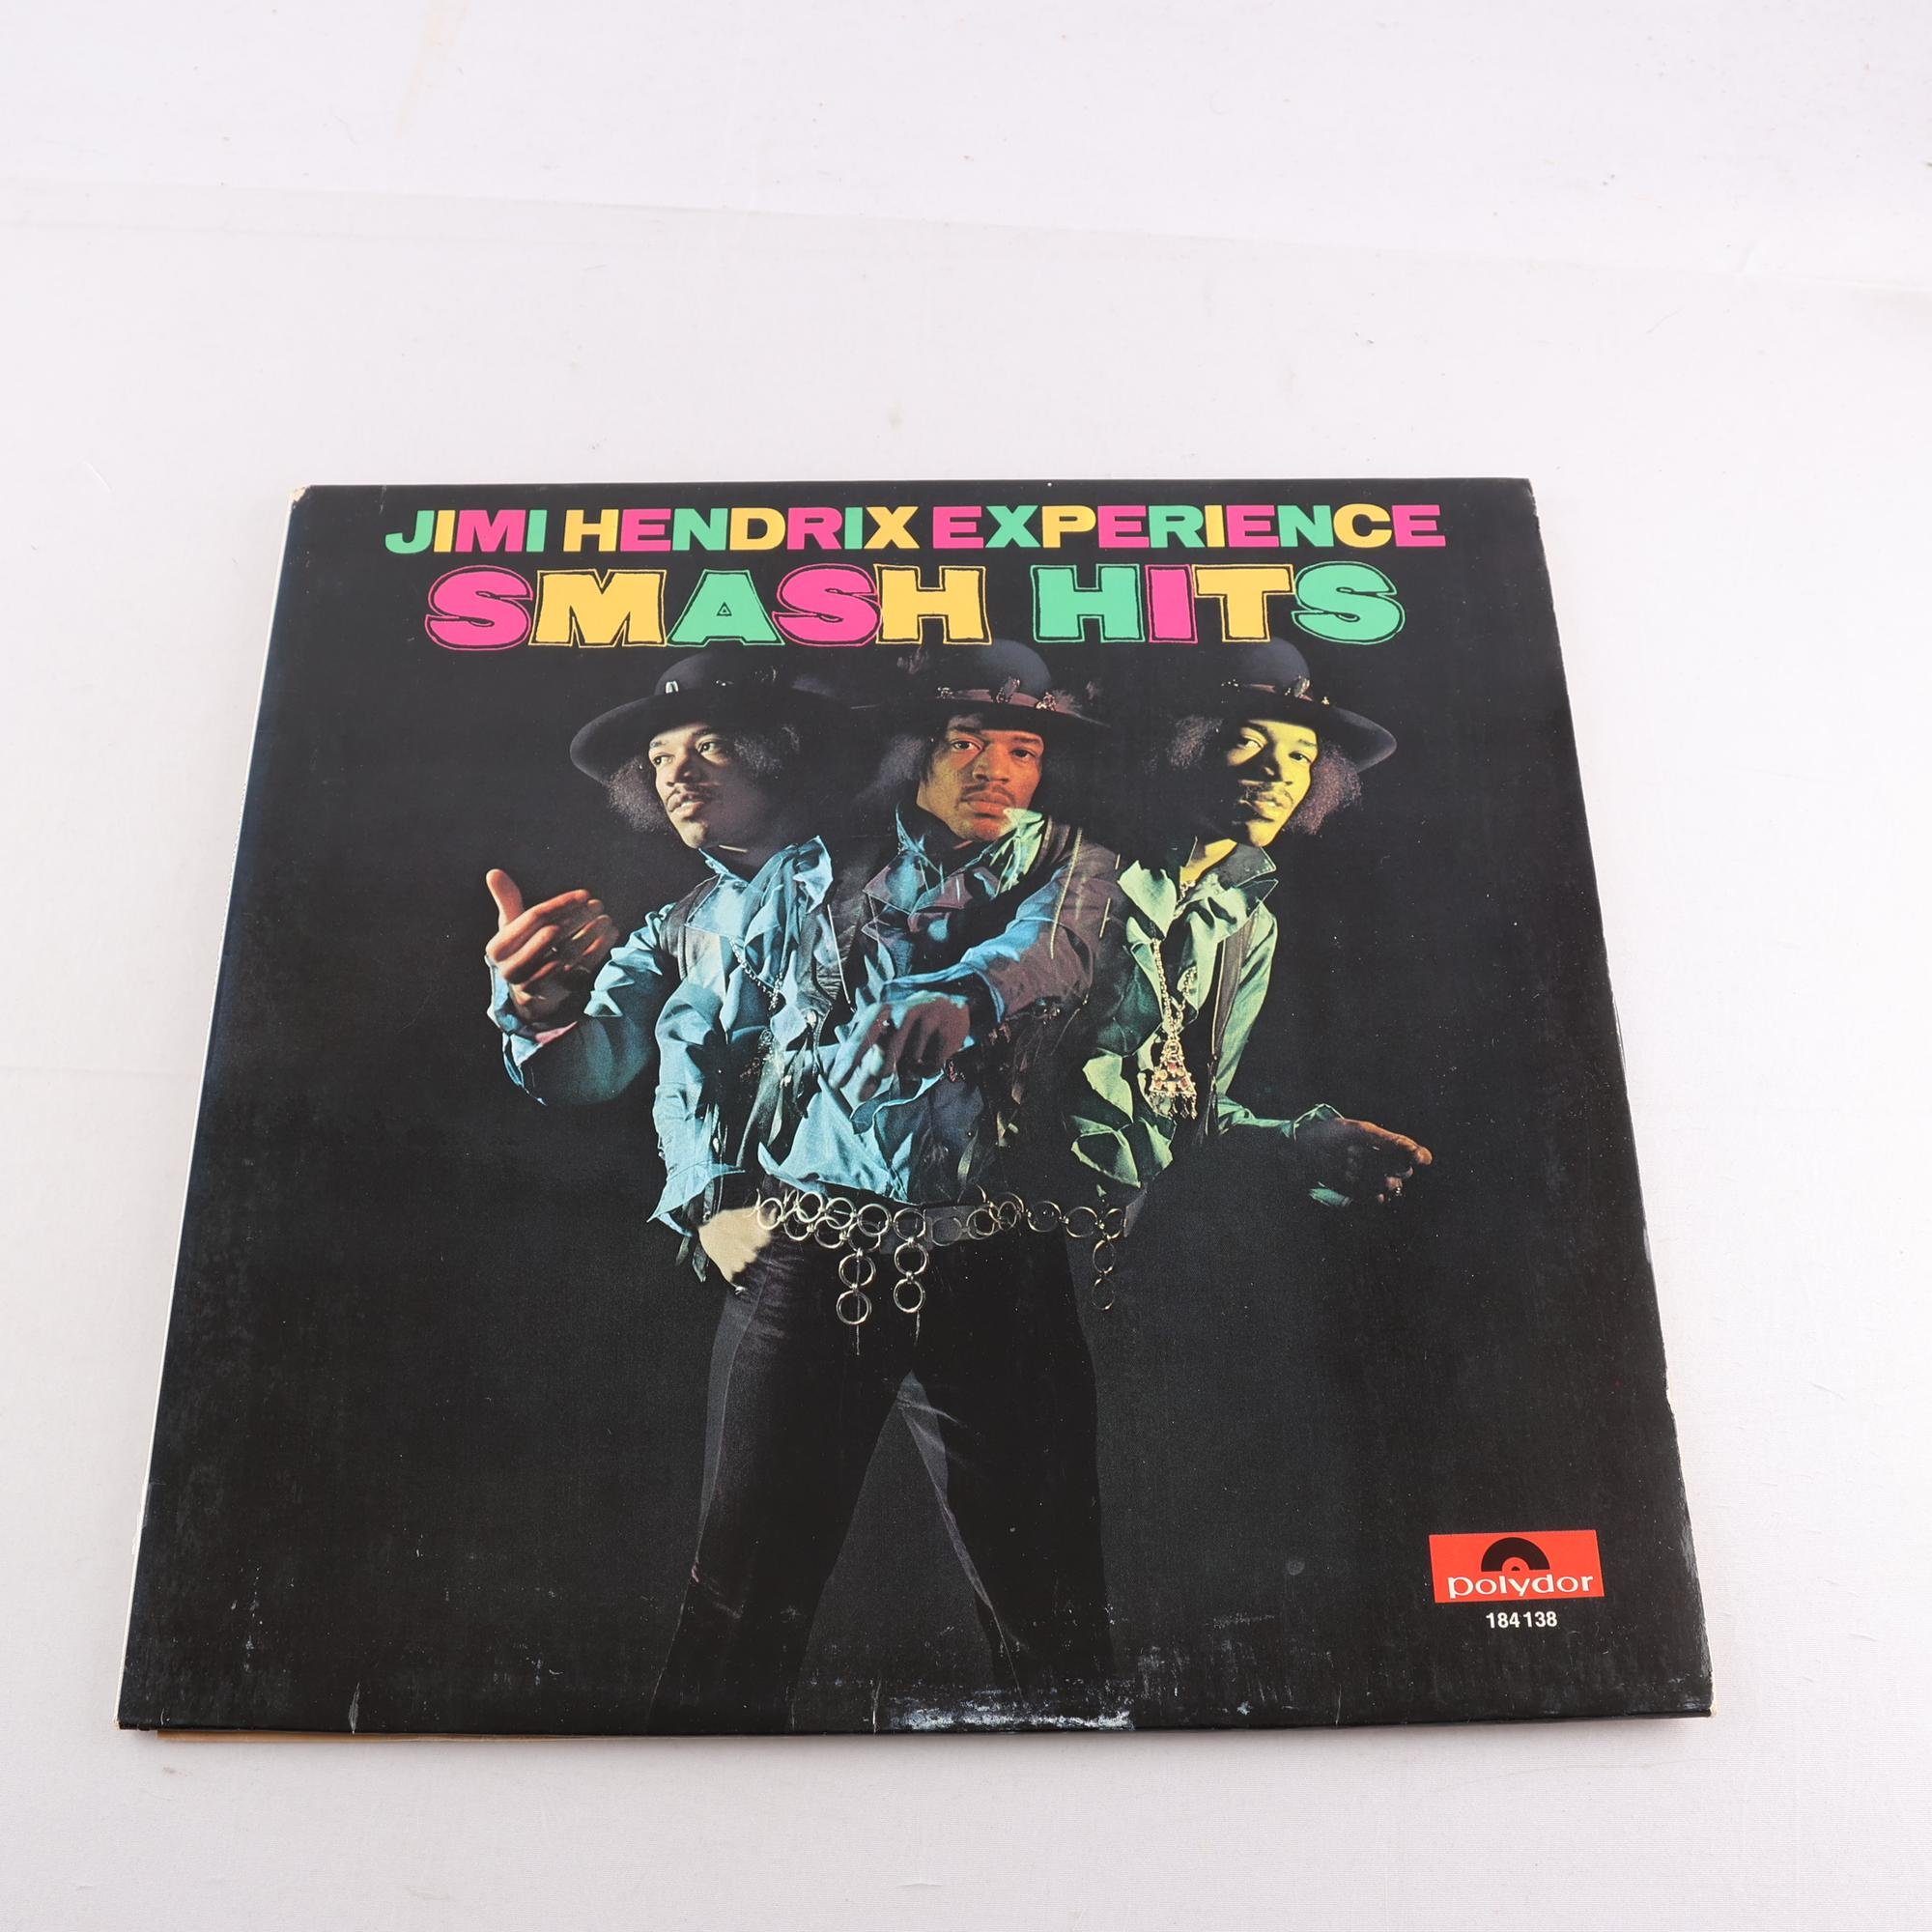 JIMI HENDRIX EXPERIENCE
SMASH HITS
polydor
184 138